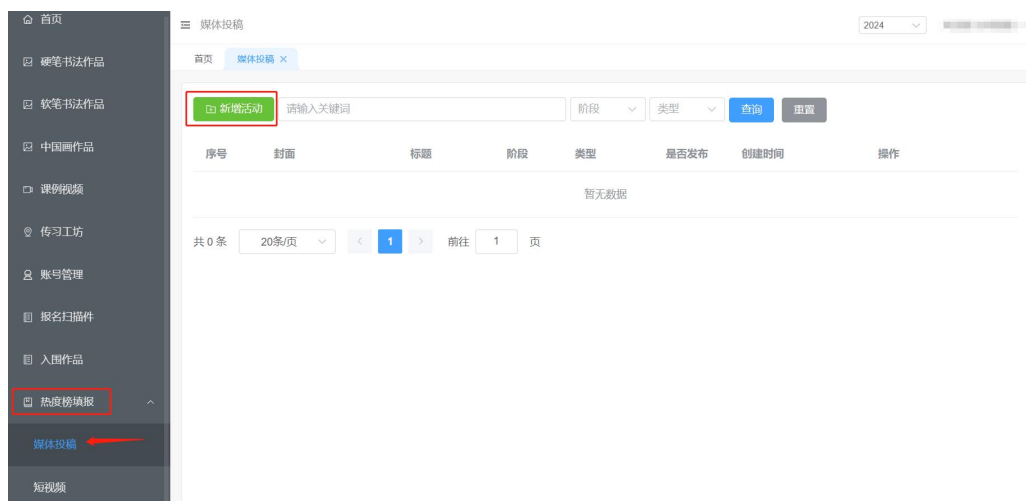 首页
硬笔书法作品
软笔书法作品
中国画作品
课例视频
传习工坊
账号管理
报名扫描件
入围作品
热度榜填报
媒体投稿
短视频
媒体投稿
2024
首页 媒体投稿 ×
新增活动 请输入关键词 阶段 类型 查询 重置
序号 封面 标题 阶段 类型 是否发布 创建时间 操作
暂无数据
共 0 条 20条/页 < 1 > 前往 1 页